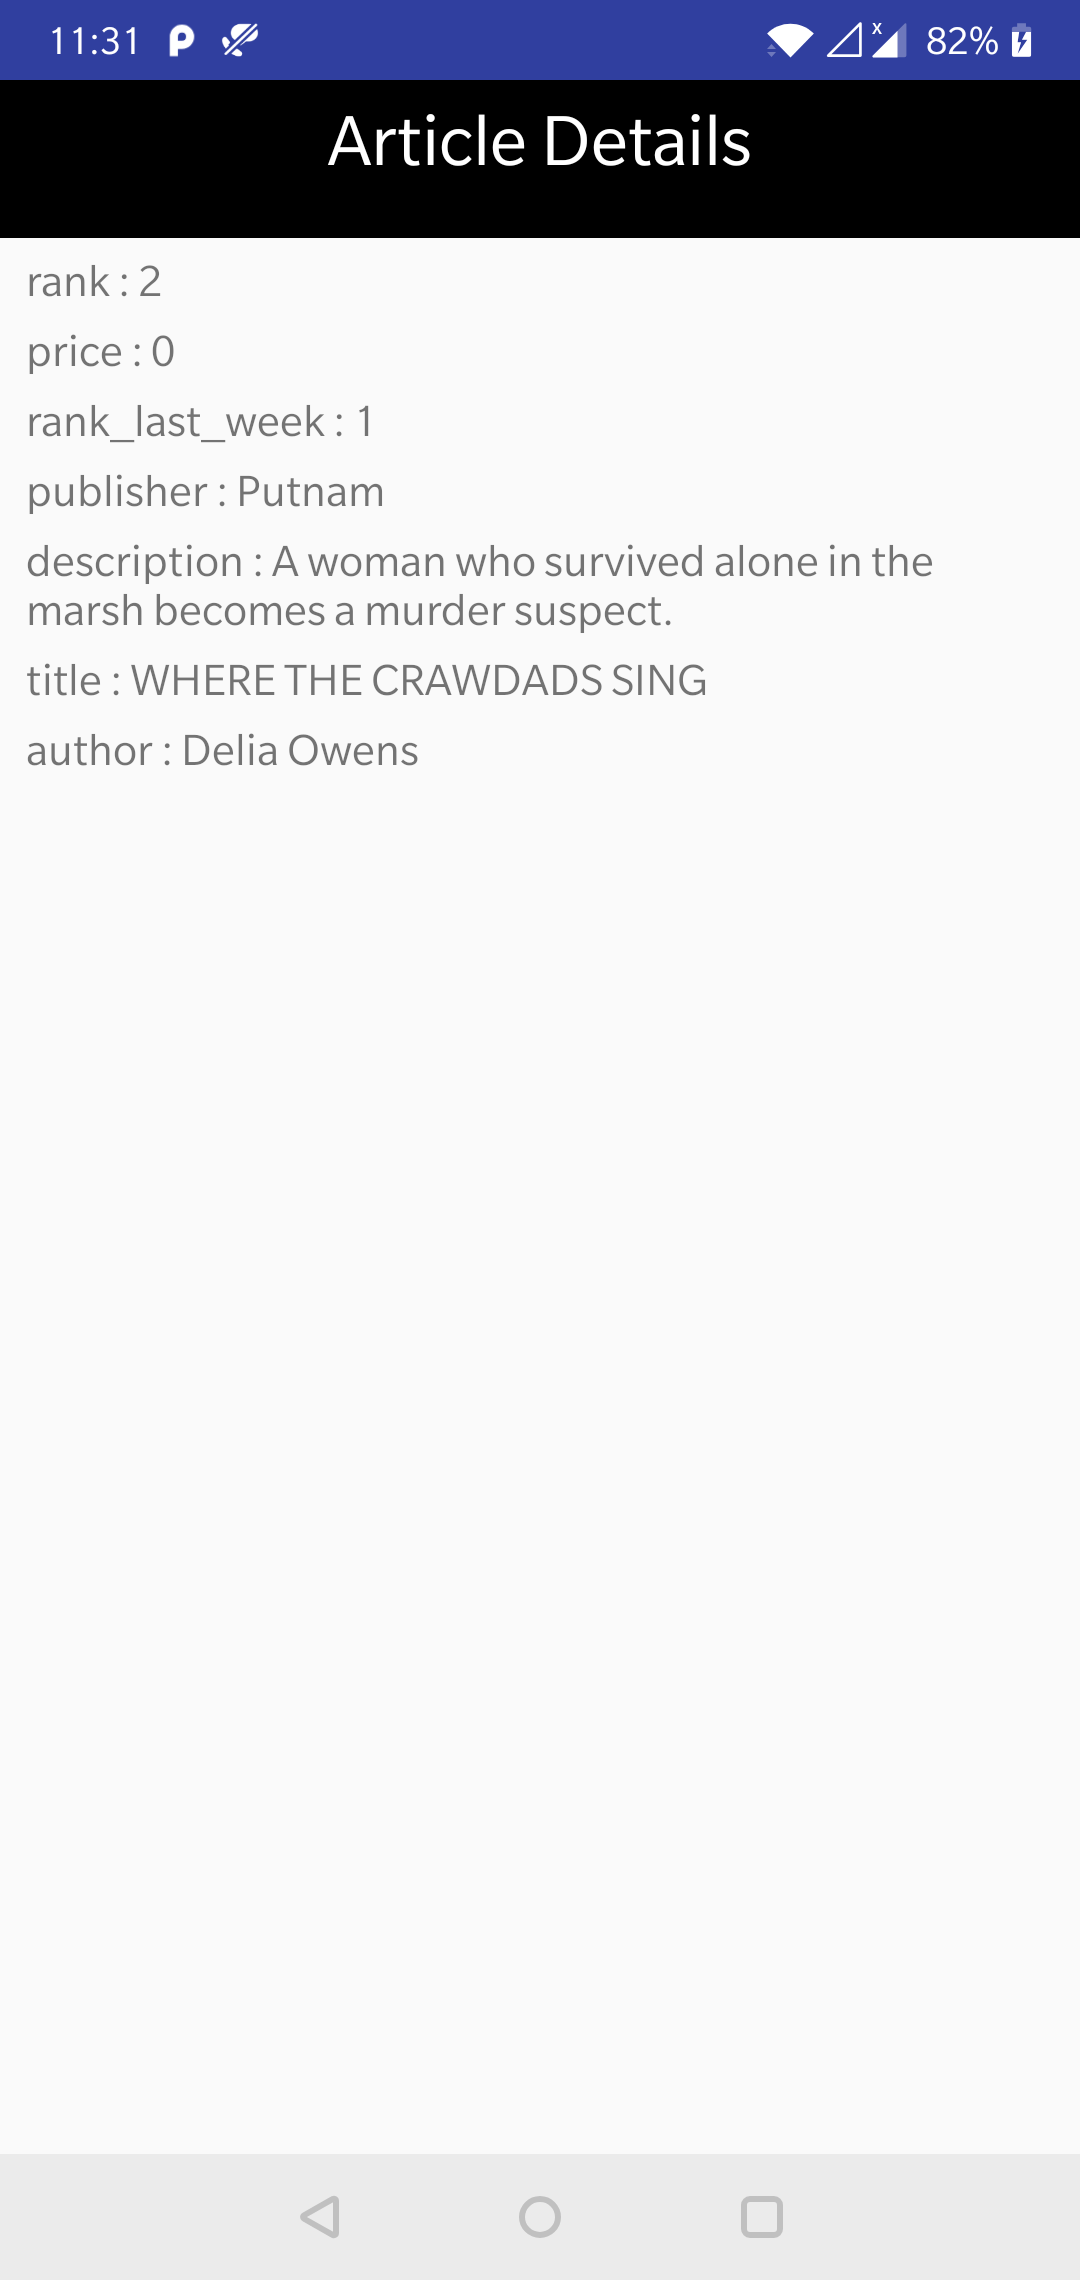 11:31
x
82%
Article Details
rank : 2
price : 0
rank_last_week : 1
publisher : Putnam
description : A woman who survived alone in the
marsh becomes a murder suspect.
title : WHERE THE CRAWDADS SING
author : Delia Owens